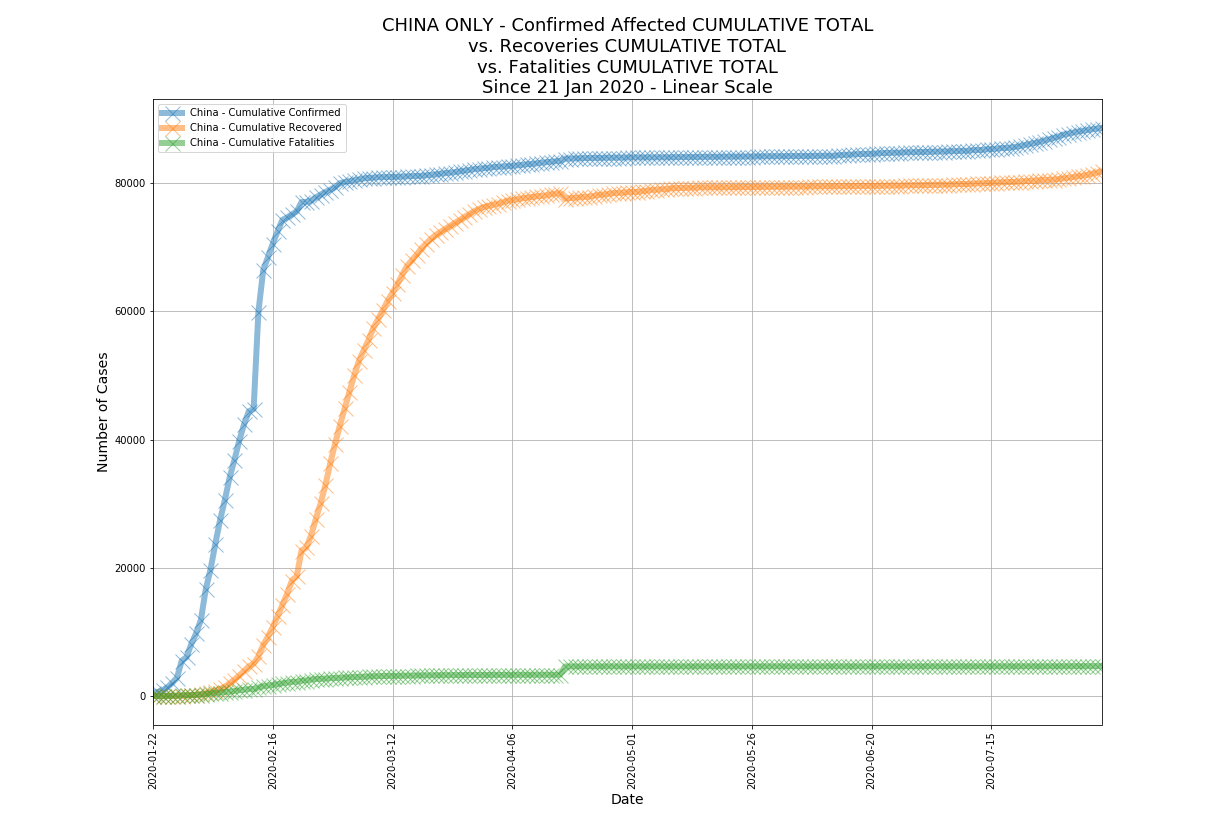 CHINA ONLY - Confirmed Affected CUMULATIVE TOTAL
vs. Recoveries CUMULATIVE TOTAL
vs. Fatalities CUMULATIVE TOTAL
Since 21 Jan 2020 - Linear Scale
China - Cumulative Confirmed
China - Cumulative Recovered
China - Cumulative Fatalities
Number of Cases
80000
60000
40000
20000
0
2020-01-22
2020-02-16
2020-03-12
2020-04-06
2020-05-01
2020-05-26
2020-06-20
2020-07-15
Date